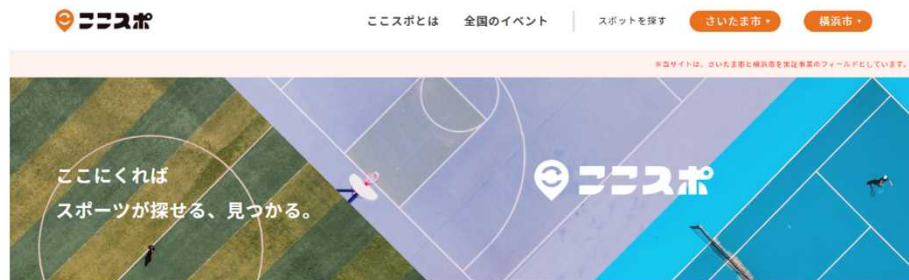 ここスポ
ここスポとは 全国のイベント スポットを探す さいたま市 横浜市
※当サイトは、さいたま市と横浜市を実証事業のフィールドとしています。
ここにくれば
スポーツが探せる、見つかる。
ここスポ